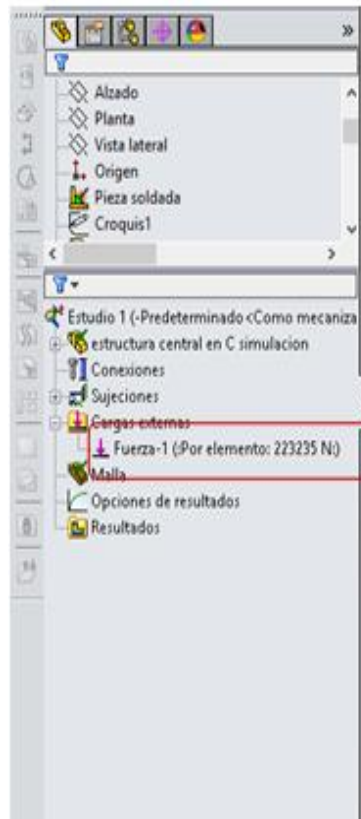 »
Alzado
Planta
Vista lateral
Origen
Pieza soldada
Croquis1
Estudio 1 (-Predeterminado <Como mecaniza
estructura central en C simulacion
Conexiones
Sujeciones
Cargas externas
Fuerza-1 (:Por elemento: 223235 N:)
Malla
Opciones de resultados
Resultados